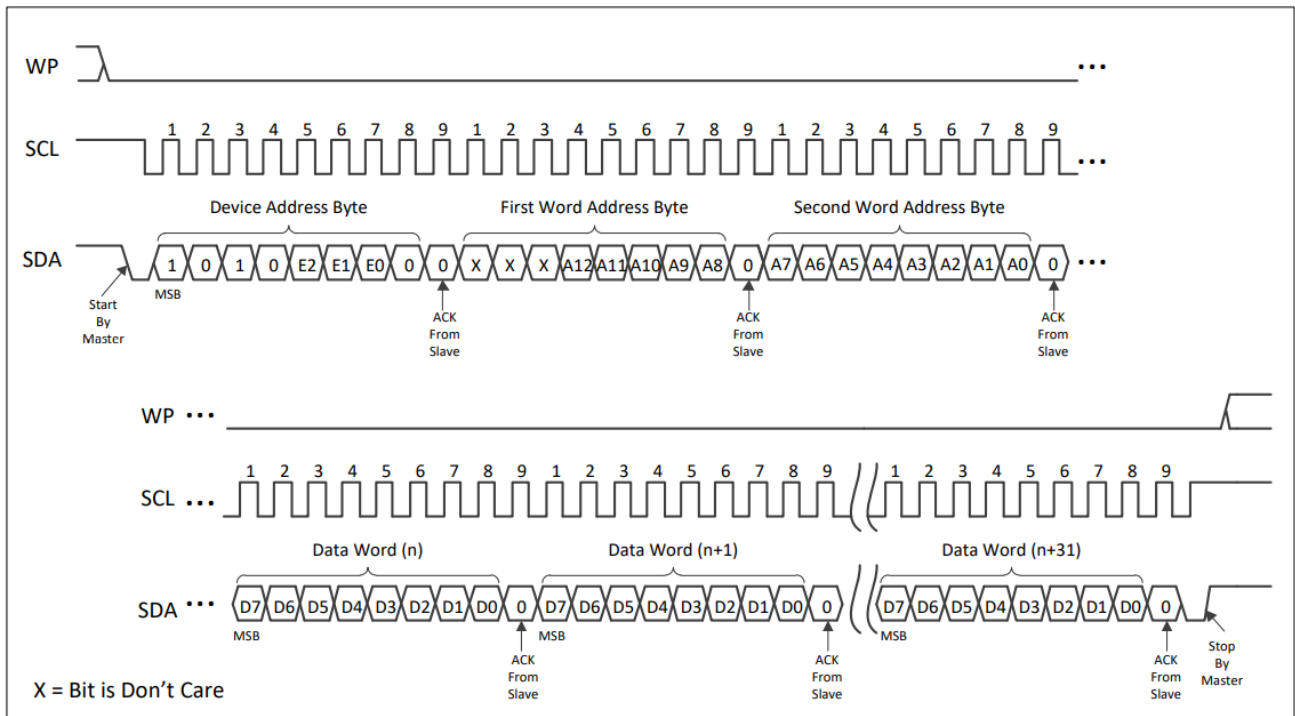 WP ...
1 2 3 4 5 6 7 8 9 1 2 3 4 5 6 7 8 9 1 2 3 4 5 6 7 8 9
SCL ...
Device Address Byte First Word Address Byte Second Word Address Byte
SDA 1 0 1 0 E2 E1 E0 0 0 X X X A12 A11 A10 A9 A8 0 A7 A6 A5 A4 A3 A2 A1 A0 0 ...
MSB
Start
By
Master
ACK
From
Slave
ACK
From
Slave
ACK
From
Slave
WP ...
1 2 3 4 5 6 7 8 9 1 2 3 4 5 6 7 8 9 1 2 3 4 5 6 7 8 9
SCL ...
Data Word (n) Data Word (n+1) Data Word (n+31)
SDA ... D7 D6 D5 D4 D3 D2 D1 D0 0 D7 D6 D5 D4 D3 D2 D1 D0 0 D7 D6 D5 D4 D3 D2 D1 D0 0
MSB MSB MSB
ACK
From
Slave
ACK
From
Slave
ACK
From
Slave
Stop
By
Master
X = Bit is Don't Care